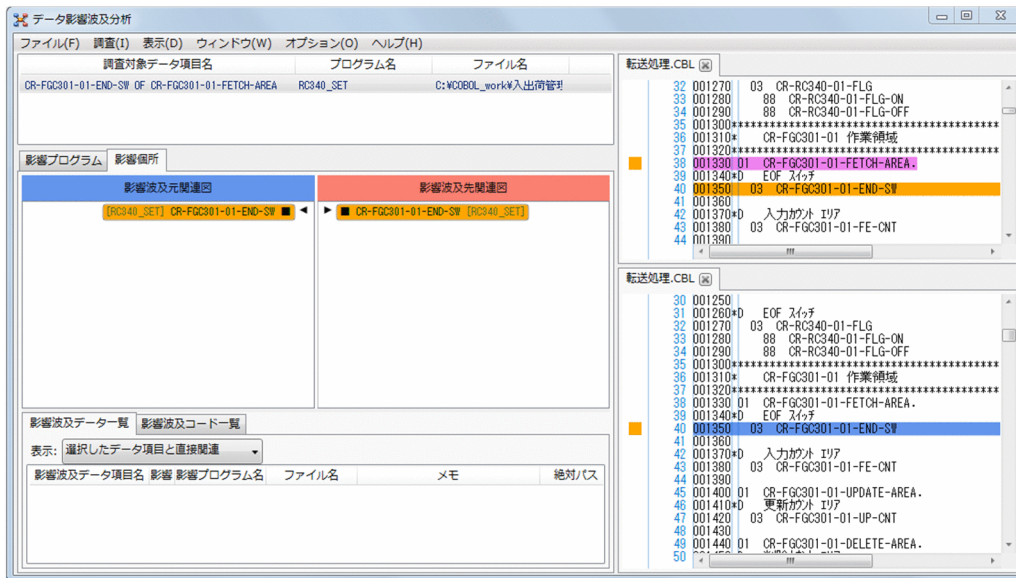 データ影響波及分析
ファイル(F) 調査(I) 表示(D) ウィンドウ(W) オプション(O) ヘルプ(H)
調査対象データ項目名 プログラム名 ファイル名
CR-FGC301-01-END-SW OF CR-FGC301-01-FETCH-AREA RC340_SET C:¥COBOL_work¥入出荷管理
影響プログラム 影響個所
影響波及元関連図 影響波及先関連図
[RC340_SET] CR-FGC301-01-END-SW ■ ◄ ► ■ CR-FGC301-01-END-SW [RC340_SET]
影響波及データ一覧 影響波及コード一覧
表示: 選択したデータ項目と直接関連
影響波及データ項目名 影響 影響プログラム名 ファイル名 メモ 絶対パス
転送処理.CBL
32 001270 03 CR-RC340-01-FLG
33 001280 88 CR-RC340-01-FLG-ON
34 001290 88 CR-RC340-01-FLG-OFF
35 001300*****************************************
36 001310* CR-FGC301-01 作業領域
37 001320*****************************************
38 001330 01 CR-FGC301-01-FETCH-AREA.
39 001340*D EOF スイッチ
40 001350 03 CR-FGC301-01-END-SW
41 001360
42 001370*D 入力カウント エリア
43 001380 03 CR-FGC301-01-FE-CNT
44 001390
転送処理.CBL
30 001250
31 001260*D EOF スイッチ
32 001270 03 CR-RC340-01-FLG
33 001280 88 CR-RC340-01-FLG-ON
34 001290 88 CR-RC340-01-FLG-OFF
35 001300*****************************************
36 001310* CR-FGC301-01 作業領域
37 001320*****************************************
38 001330 01 CR-FGC301-01-FETCH-AREA.
39 001340*D EOF スイッチ
40 001350 03 CR-FGC301-01-END-SW
41 001360
42 001370*D 入力カウント エリア
43 001380 03 CR-FGC301-01-FE-CNT
44 001390
45 001400 01 CR-FGC301-01-UPDATE-AREA.
46 001410*D 更新カウント エリア
47 001420 03 CR-FGC301-01-UP-CNT
48 001430
49 001440 01 CR-FGC301-01-DELETE-AREA.
50